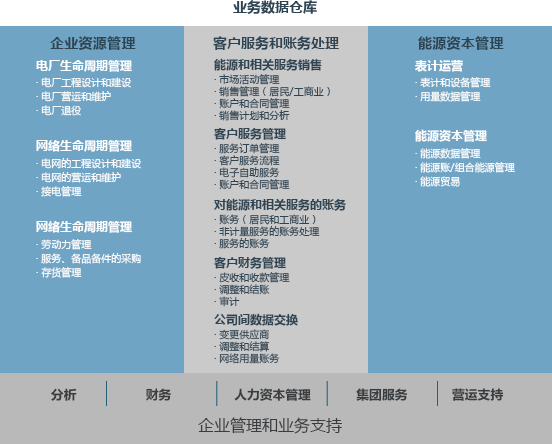 业务数据仓库
企业资源管理
电厂生命周期管理
· 电厂工程设计和建设
· 电厂营运和维护
· 电厂退役
网络生命周期管理
· 电网的工程设计和建设
· 电网的营运和维护
· 接电管理
网络生命周期管理
· 劳动力管理
· 服务、备品备件的采购
· 存货管理
客户服务和账务处理
能源和相关服务销售
· 市场活动管理
· 销售管理（居民/工商业）
· 账户和合同管理
· 销售计划和分析
客户服务管理
· 服务订单管理
· 客户服务流程
· 电子自助服务
· 账户和合同管理
对能源和相关服务的账务
· 账务（居民和工商业）
· 非计量服务的账务处理
· 服务的账务
客户财务管理
· 皮收和收款管理
· 调整和结账
· 审计
公司间数据交换
· 变更供应商
· 调整和结算
· 网络用量账务
能源资本管理
表计运营
· 表计和设备管理
· 用量数据管理
能源资本管理
· 能源数据管理
· 能源账/组合能源管理
· 能源贸易
分析
财务
人力资本管理
集团服务
营运支持
企业管理和业务支持